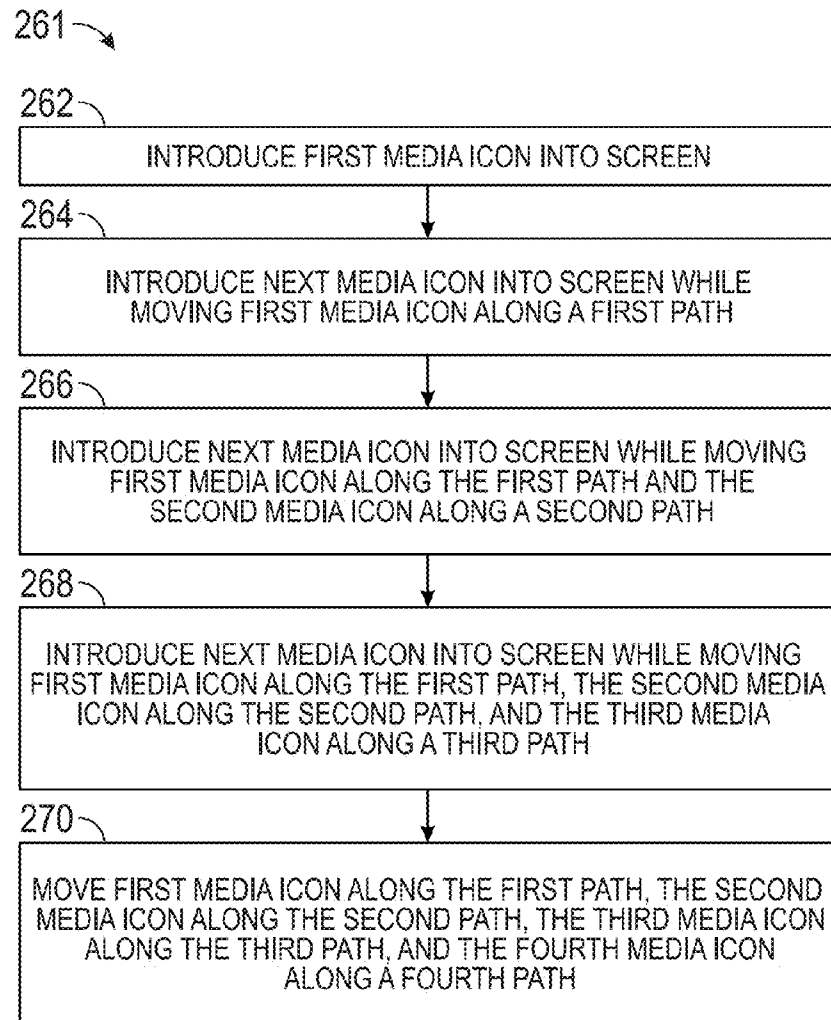 261
262
INTRODUCE FIRST MEDIA ICON INTO SCREEN
264
INTRODUCE NEXT MEDIA ICON INTO SCREEN WHILE
MOVING FIRST MEDIA ICON ALONG A FIRST PATH
266
INTRODUCE NEXT MEDIA ICON INTO SCREEN WHILE MOVING
FIRST MEDIA ICON ALONG THE FIRST PATH AND THE
SECOND MEDIA ICON ALONG A SECOND PATH
268
INTRODUCE NEXT MEDIA ICON INTO SCREEN WHILE MOVING
FIRST MEDIA ICON ALONG THE FIRST PATH, THE SECOND MEDIA
ICON ALONG THE SECOND PATH, AND THE THIRD MEDIA
ICON ALONG A THIRD PATH
270
MOVE FIRST MEDIA ICON ALONG THE FIRST PATH, THE SECOND
MEDIA ICON ALONG THE SECOND PATH, THE THIRD MEDIA ICON
ALONG THE THIRD PATH, AND THE FOURTH MEDIA ICON
ALONG A FOURTH PATH